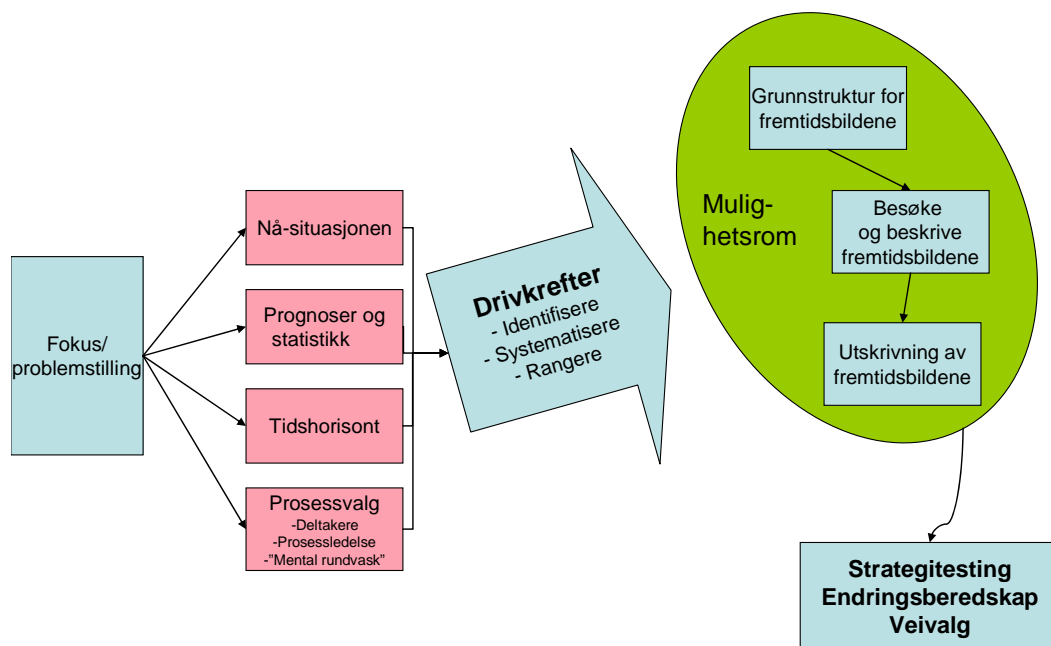 Fokus/
problemstilling
Nå-situasjonen
Prognoser og
statistikk
Tidshorisont
Prosessvalg
-Deltakere
-Prosessledelse
-"Mental rundvask"
Drivkrefter
- Identifisere
- Systematisere
- Rangere
Mulig-
hetsrom
Grunnstruktur for
fremtidsbildene
Besøke
og beskrive
fremtidsbildene
Utskrivning av
fremtidsbildene
Strategitesting
Endringsberedskap
Veivalg